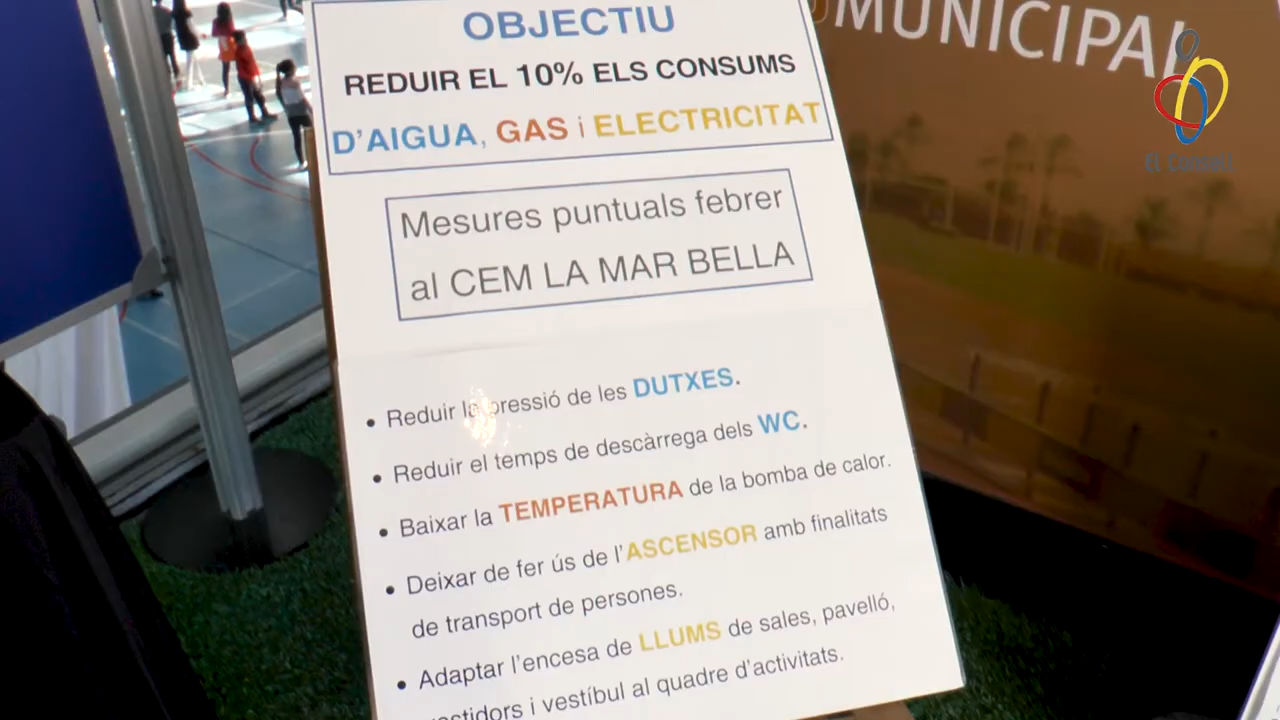 OBJECTIU
REDUIR EL 10% ELS CONSUMS
D'AIGUA, GAS i ELECTRICITAT
Mesures puntuals febrer
al CEM LA MAR BELLA
• Reduir la pressió de les DUTXES.
• Reduir el temps de descàrrega dels WC.
• Baixar la TEMPERATURA de la bomba de calor.
• Deixar de fer ús de l'ASCENSOR amb finalitats
de transport de persones.
• Adaptar l'encesa de LLUMS de sales, pavelló,
i vestíbul al quadre d'activitats.
MUNICIPAL
El Consell